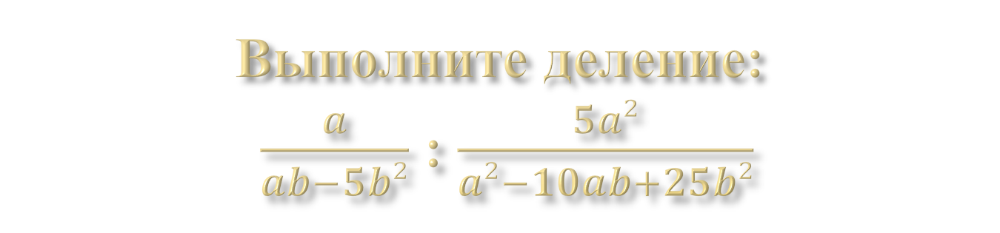 Выполните деление:
a/(ab−5b²) : 5a²/(a²−10ab+25b²)